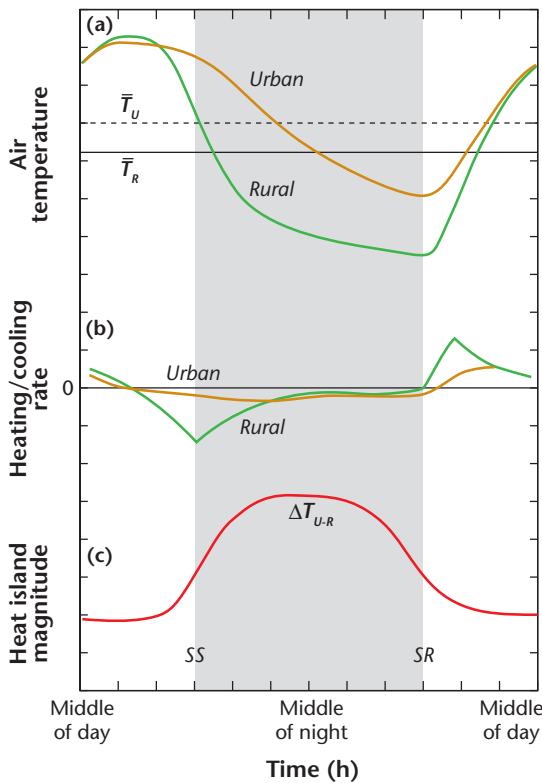 (a)
Urban
T̅U
T̅R
Rural
Air
temperature
(b)
Urban
0
Rural
Heating/cooling
rate
ΔTU-R
(c)
Heat island
magnitude
SS
SR
Middle
of day
Middle
of night
Middle
of day
Time (h)